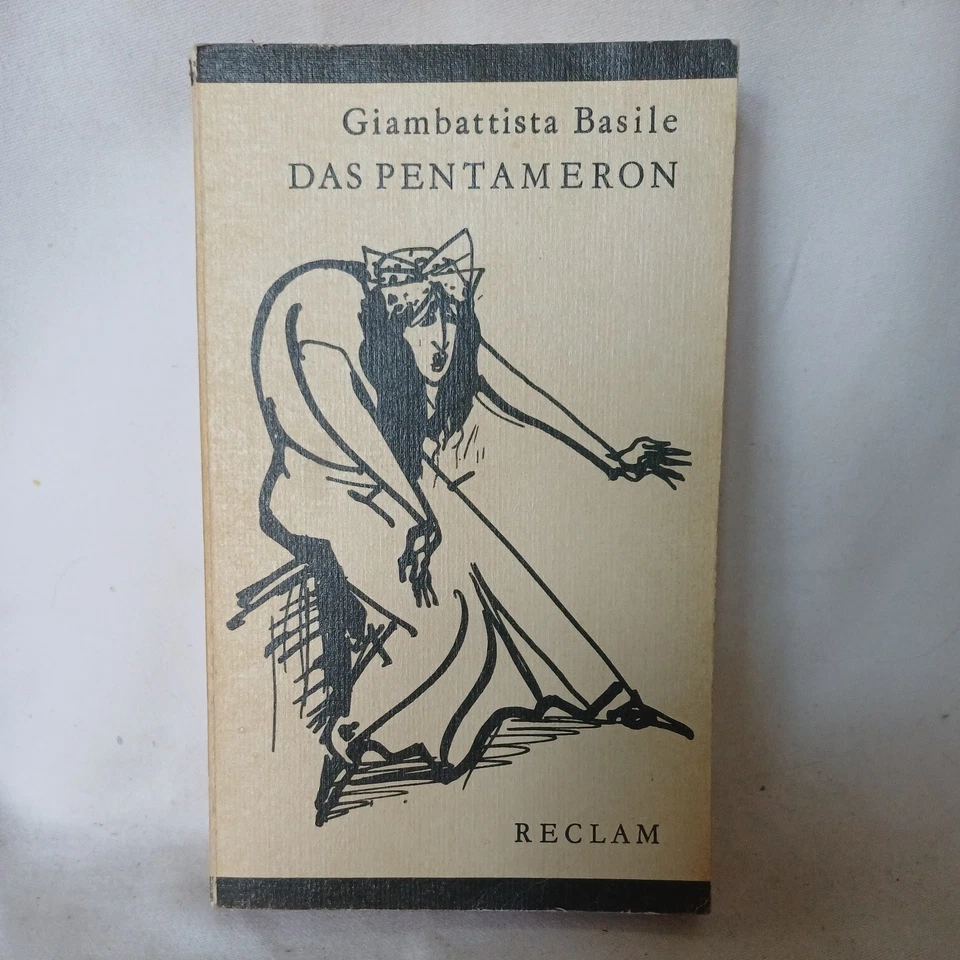 Giambattista Basile
DAS PENTAMERON
RECLAM